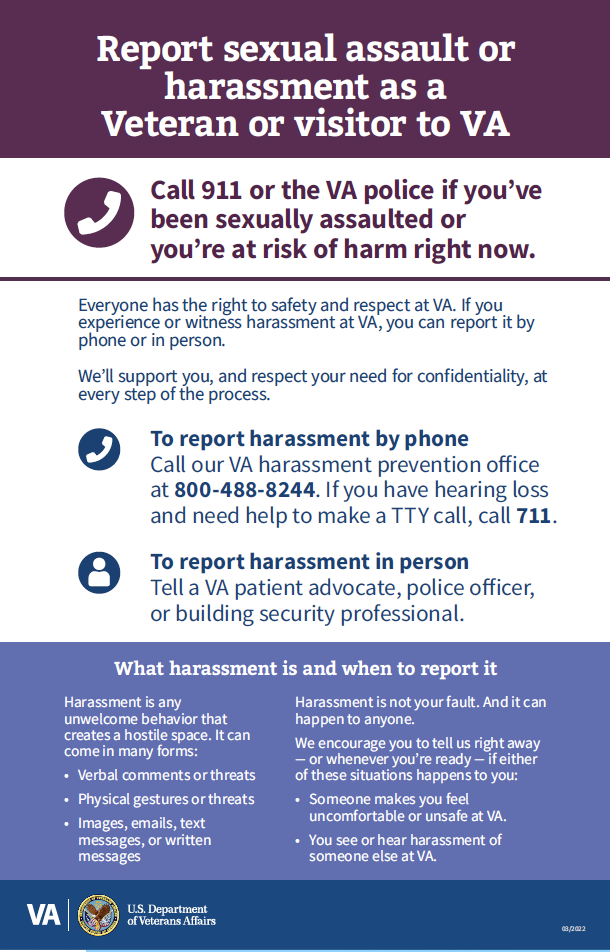 Report sexual assault or
harassment as a
Veteran or visitor to VA
Call 911 or the VA police if you’ve
been sexually assaulted or
you’re at risk of harm right now.
Everyone has the right to safety and respect at VA. If you
experience or witness harassment at VA, you can report it by
phone or in person.
We’ll support you, and respect your need for confidentiality, at
every step of the process.
To report harassment by phone
Call our VA harassment prevention office
at 800-488-8244. If you have hearing loss
and need help to make a TTY call, call 711.
To report harassment in person
Tell a VA patient advocate, police officer,
or building security professional.
What harassment is and when to report it
Harassment is any
unwelcome behavior that
creates a hostile space. It can
come in many forms:
• Verbal comments or threats
• Physical gestures or threats
• Images, emails, text
messages, or written
messages
Harassment is not your fault. And it can
happen to anyone.
We encourage you to tell us right away
— or whenever you’re ready — if either
of these situations happens to you:
• Someone makes you feel
uncomfortable or unsafe at VA.
• You see or hear harassment of
someone else at VA.
VA
U.S. Department
of Veterans Affairs
03/2022